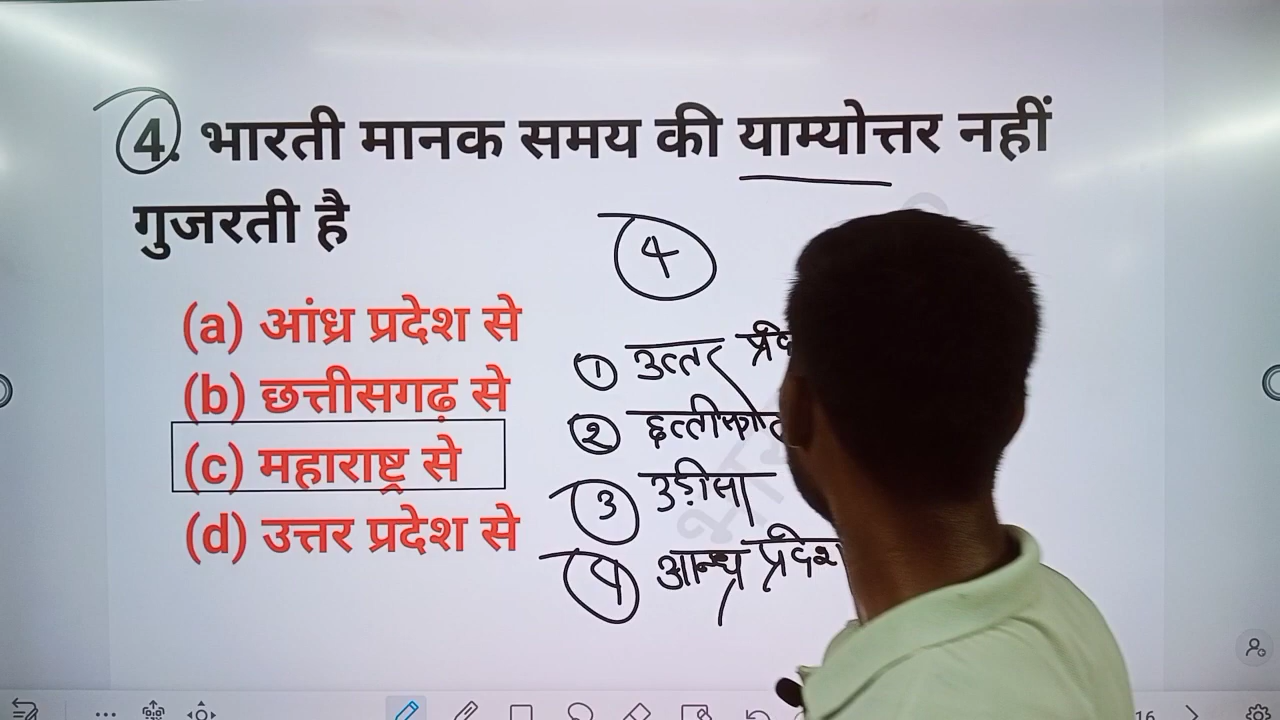 4. भारती मानक समय की याम्योत्तर नहीं
गुजरती है
(a) आंध्र प्रदेश से
(b) छत्तीसगढ़ से
(c) महाराष्ट्र से
(d) उत्तर प्रदेश से
4
1 उत्तर
2
3 उड़ीसा
4 आन्ध्र प्रदेश
16